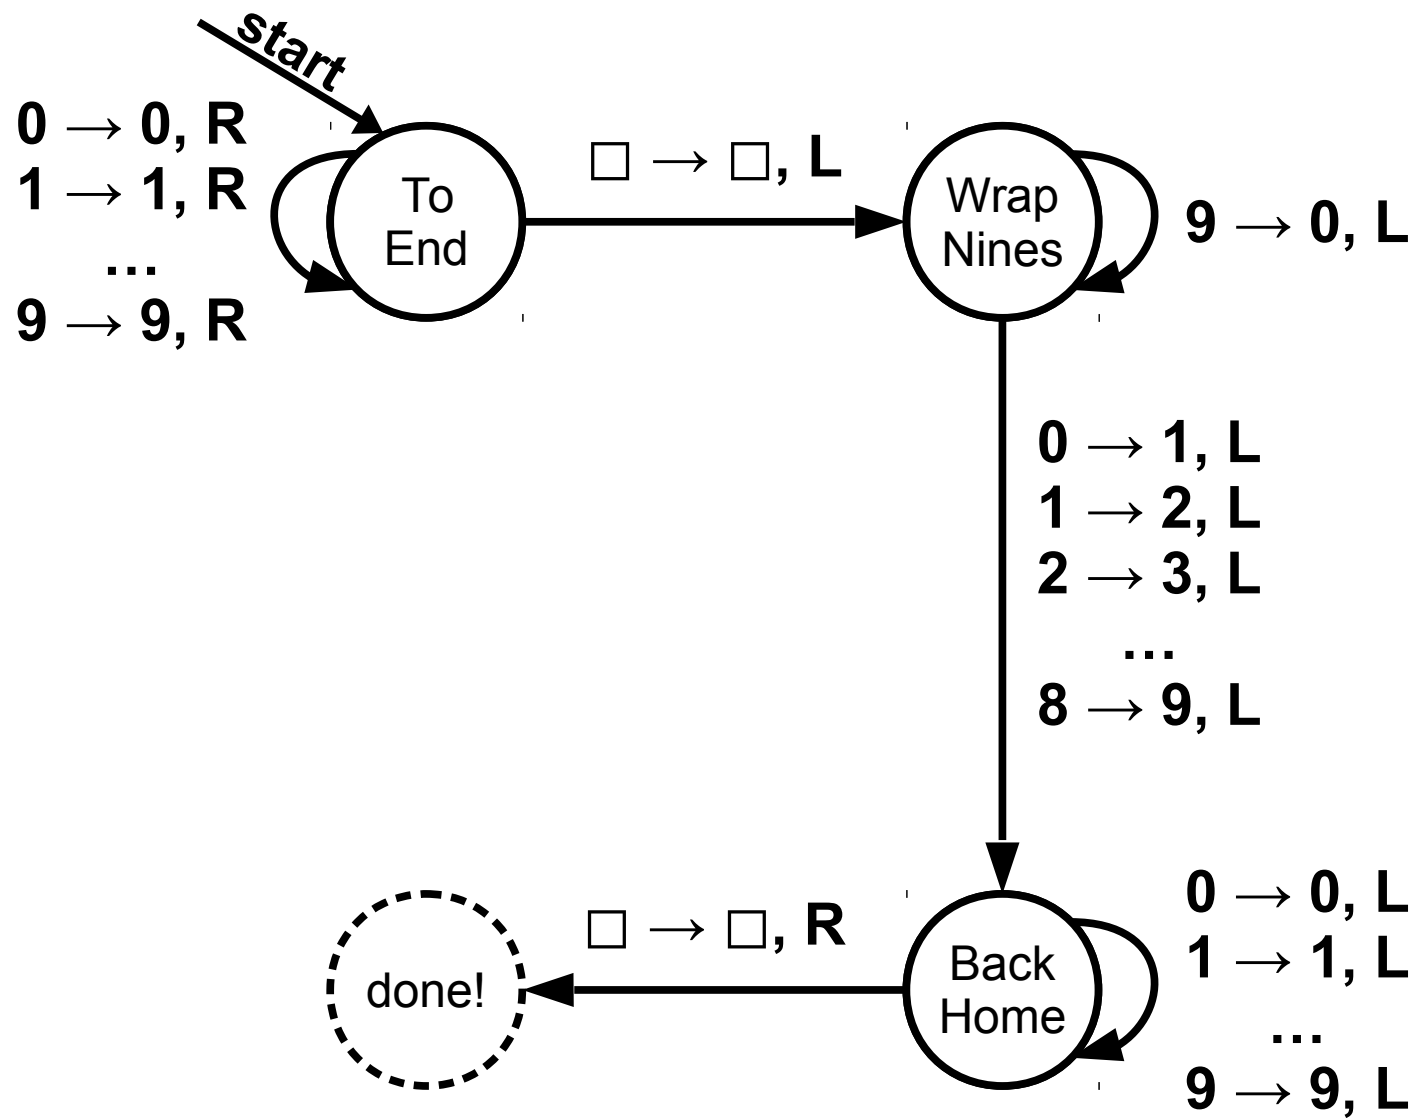 start
0 → 0, R
1 → 1, R
...
9 → 9, R
To
End
□ → □, L
Wrap
Nines
9 → 0, L
0 → 1, L
1 → 2, L
2 → 3, L
...
8 → 9, L
done!
□ → □, R
Back
Home
0 → 0, L
1 → 1, L
...
9 → 9, L